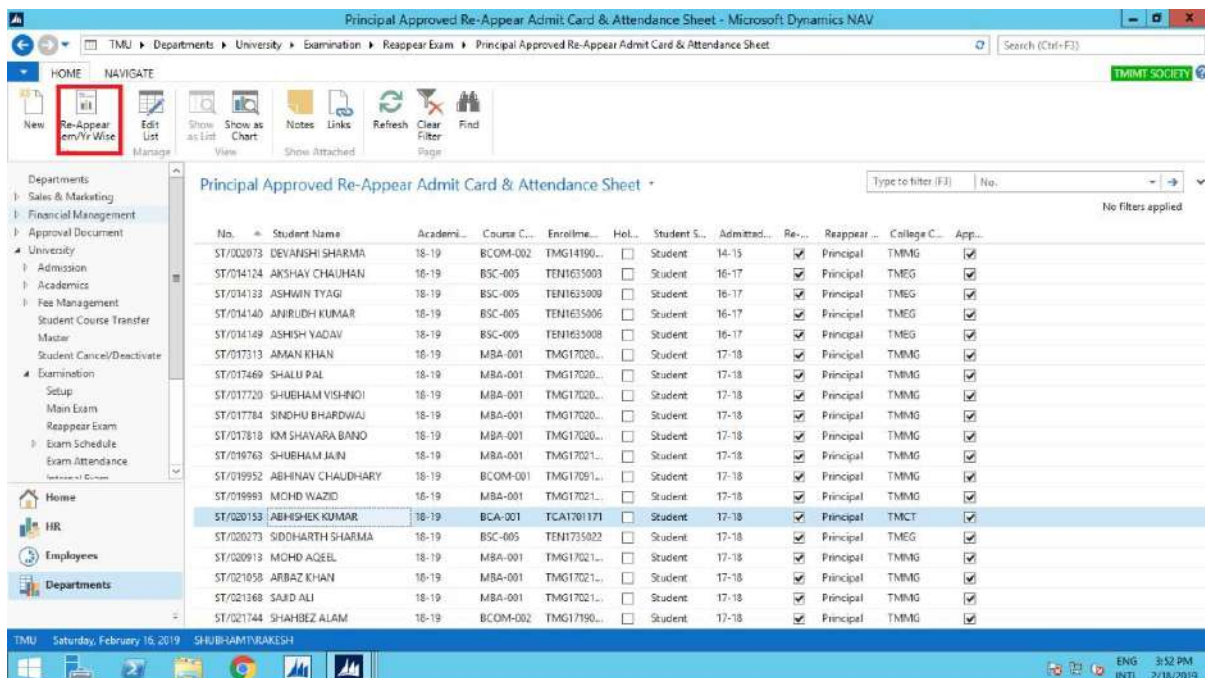 Principal Approved Re-Appear Admit Card & Attendance Sheet - Microsoft Dynamics NAV
TMU ▸ Departments ▸ University ▸ Examination ▸ Reappear Exam ▸ Principal Approved Re-Appear Admit Card & Attendance Sheet Search (Ctrl+F3)
HOME NAVIGATE TMIMT SOCIETY
New Re-Appear Sem/Yr Wise Edit List Show as List Show as Chart Notes Links Refresh Clear Filter Find
Manage View Show Attached Page
Departments
Sales & Marketing
Financial Management
Approval Document
University
Admission
Academics
Fee Management
Student Course Transfer
Master
Student Cancel/Deactivate
Examination
Setup
Main Exam
Reappear Exam
Exam Schedule
Exam Attendance
Internal Exam
Home
HR
Employees
Departments
Principal Approved Re-Appear Admit Card & Attendance Sheet Type to filter (F3) No.
No filters applied
No. Student Name Academi... Course C... Enrollme... Hol... Student S... Admitted... Re-... Reappear ... College C... App...
ST/002073 DEVANSHI SHARMA 18-19 BCOM-002 TMG14190... Student 14-15 Principal TMMG
ST/014124 AKSHAY CHAUHAN 18-19 BSC-005 TEN1635003 Student 16-17 Principal TMEG
ST/014133 ASHWIN TYAGI 18-19 BSC-005 TEN1635009 Student 16-17 Principal TMEG
ST/014140 ANIRUDH KUMAR 18-19 BSC-005 TEN1635006 Student 16-17 Principal TMEG
ST/014149 ASHISH YADAV 18-19 BSC-005 TEN1635008 Student 16-17 Principal TMEG
ST/017313 AMAN KHAN 18-19 MBA-001 TMG17020... Student 17-18 Principal TMMG
ST/017469 SHALU PAL 18-19 MBA-001 TMG17020... Student 17-18 Principal TMMG
ST/017720 SHUBHAM VISHNOI 18-19 MBA-001 TMG17020... Student 17-18 Principal TMMG
ST/017784 SINDHU BHARDWAJ 18-19 MBA-001 TMG17020... Student 17-18 Principal TMMG
ST/017818 KM SHAYARA BANO 18-19 MBA-001 TMG17020... Student 17-18 Principal TMMG
ST/019763 SHUBHAM JAIN 18-19 MBA-001 TMG17021... Student 17-18 Principal TMMG
ST/019952 ABHINAV CHAUDHARY 18-19 BCOM-001 TMG17091... Student 17-18 Principal TMMG
ST/019993 MOHD WAZID 18-19 MBA-001 TMG17021... Student 17-18 Principal TMMG
ST/020153 ABHISHEK KUMAR 18-19 BCA-001 TCA1701171 Student 17-18 Principal TMCT
ST/020273 SIDDHARTH SHARMA 18-19 BSC-005 TEN1735022 Student 17-18 Principal TMEG
ST/020913 MOHD AQEEL 18-19 MBA-001 TMG17021... Student 17-18 Principal TMMG
ST/021058 ARBAZ KHAN 18-19 MBA-001 TMG17021... Student 17-18 Principal TMMG
ST/021368 SAJID ALI 18-19 MBA-001 TMG17021... Student 17-18 Principal TMMG
ST/021744 SHAHBEZ ALAM 18-19 BCOM-002 TMG17190... Student 17-18 Principal TMMG
TMU Saturday, February 16, 2019 SHUBHAM1\RAKESH
ENG 3:52 PM
INTL 2/18/2019